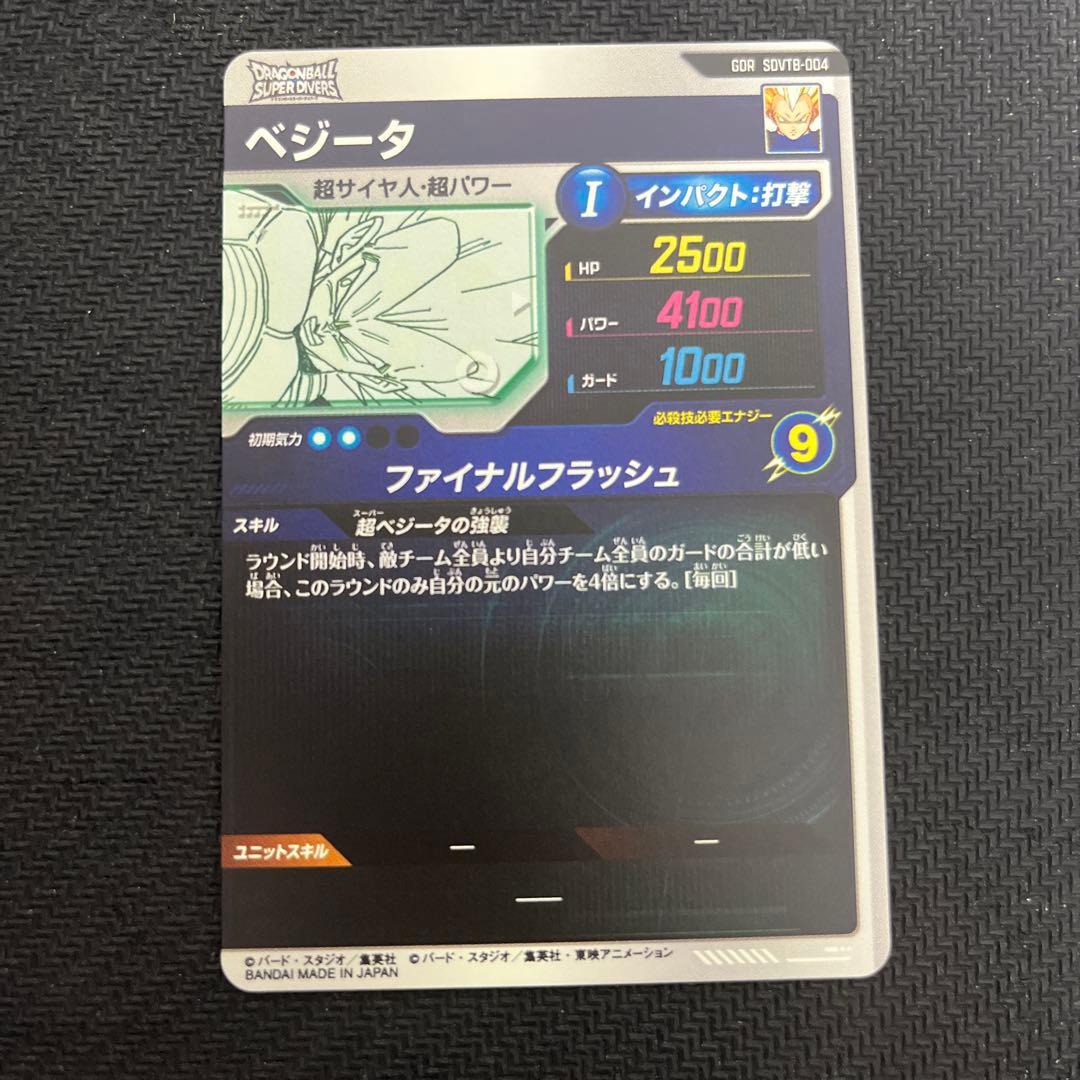 GDR SDVTB-004
DRAGONBALL
SUPER DIVERS
ベジータ
超サイヤ人・超パワー
I インパクト:打撃
HP 2500
パワー 4100
ガード 1000
初期気力
必殺技必要エナジー
9
ファイナルフラッシュ
スキル 超ベジータの強襲
ラウンド開始時、敵チーム全員より自分チーム全員のガードの合計が低い
場合、このラウンドのみ自分の元のパワーを4倍にする。[毎回]
ユニットスキル ー ー
ー
©バード・スタジオ/集英社 ©バード・スタジオ/集英社・東映アニメーション
BANDAI MADE IN JAPAN